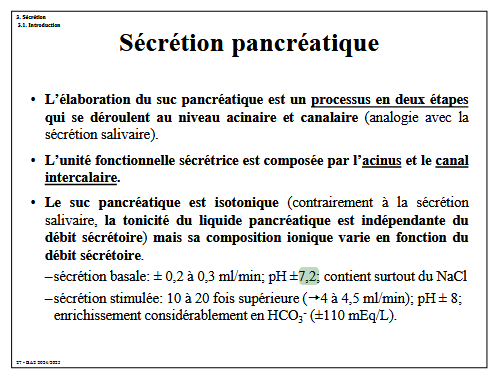 3. Sécrétion
3.1. Introduction
Sécrétion pancréatique
• L'élaboration du suc pancréatique est un processus en deux étapes
qui se déroulent au niveau acinaire et canalaire (analogie avec la
sécrétion salivaire).
• L'unité fonctionnelle sécrétrice est composée par l'acinus et le canal
intercalaire.
• Le suc pancréatique est isotonique (contrairement à la sécrétion
salivaire, la tonicité du liquide pancréatique est indépendante du
débit sécrétoire) mais sa composition ionique varie en fonction du
débit sécrétoire.
–sécrétion basale: ± 0,2 à 0,3 ml/min; pH ±7,2; contient surtout du NaCl
–sécrétion stimulée: 10 à 20 fois supérieure (→4 à 4,5 ml/min); pH ± 8;
enrichissement considérablement en HCO₃⁻ (±110 mEq/L).